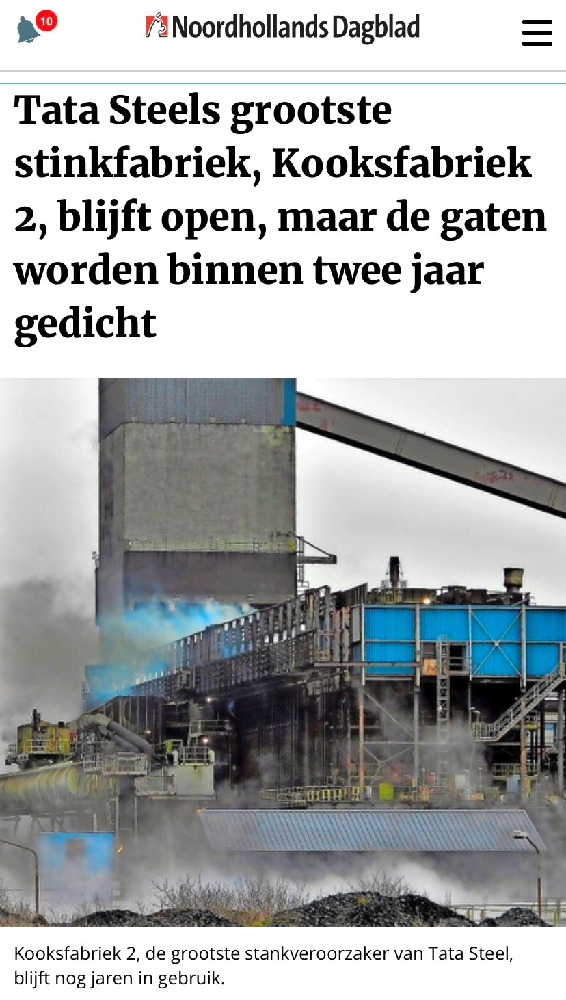 10
Noordhollands Dagblad
Tata Steels grootste
stinkfabriek, Kooksfabriek
2, blijft open, maar de gaten
worden binnen twee jaar
gedicht
Kooksfabriek 2, de grootste stankveroorzaker van Tata Steel,
blijft nog jaren in gebruik.